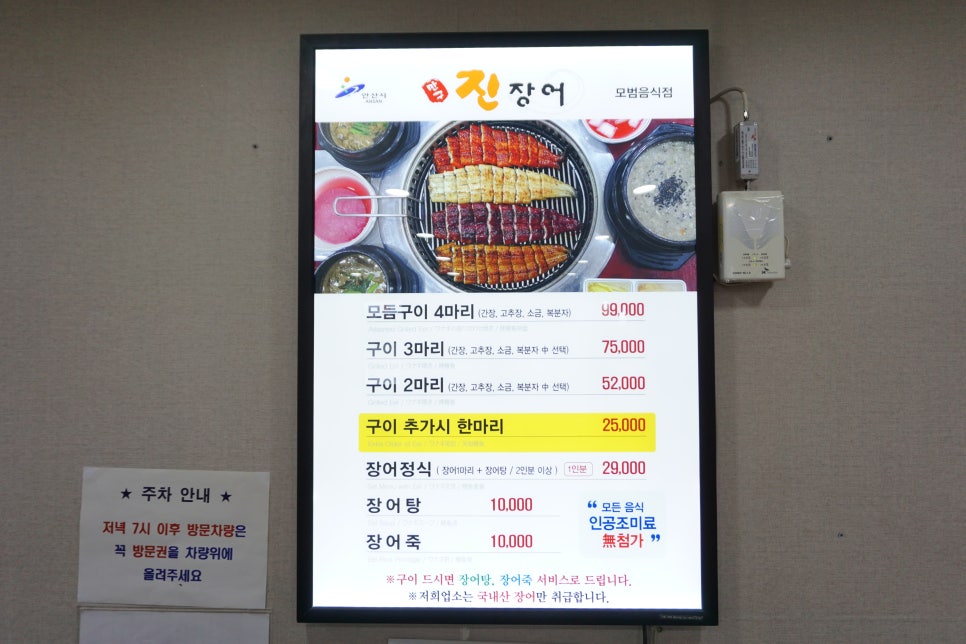 안산시
ANSAN
진 장어
모범음식점
모듬구이 4마리 (간장, 고추장, 소금, 복분자) 99,000
구이 3마리 (간장, 고추장, 소금, 복분자 中 선택) 75,000
구이 2마리 (간장, 고추장, 소금, 복분자 中 선택) 52,000
구이 추가시 한마리 25,000
장어정식 ( 장어1마리 + 장어탕 / 2인분 이상 ) 1인분 29,000
장어탕 10,000
장어죽 10,000
“ 모든 음식
인공조미료
無첨가 ”
※구이 드시면 장어탕, 장어죽 서비스로 드립니다.
※저희업소는 국내산 장어만 취급합니다.
★ 주차 안내 ★
저녁 7시 이후 방문차량은
꼭 방문권을 차량위에
올려주세요